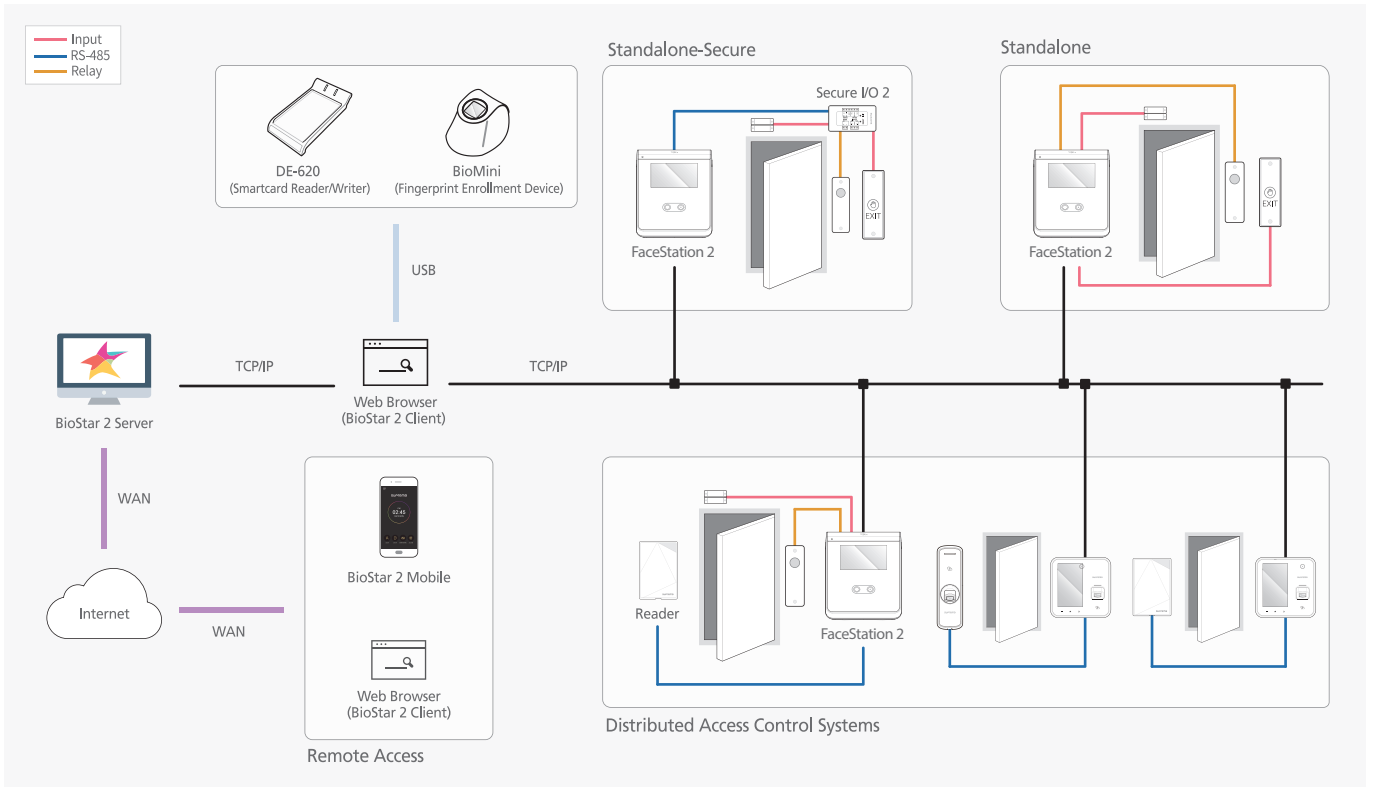 Input
RS-485
Relay
Standalone-Secure
Standalone
Secure I/O 2
DE-620
(Smartcard Reader/Writer)
BioMini
(Fingerprint Enrollment Device)
EXIT
FaceStation 2
EXIT
FaceStation 2
USB
TCP/IP
TCP/IP
BioStar 2 Server
Web Browser
(BioStar 2 Client)
WAN
02:45
BioStar 2 Mobile
Internet
WAN
Reader
FaceStation 2
Web Browser
(BioStar 2 Client)
Distributed Access Control Systems
Remote Access